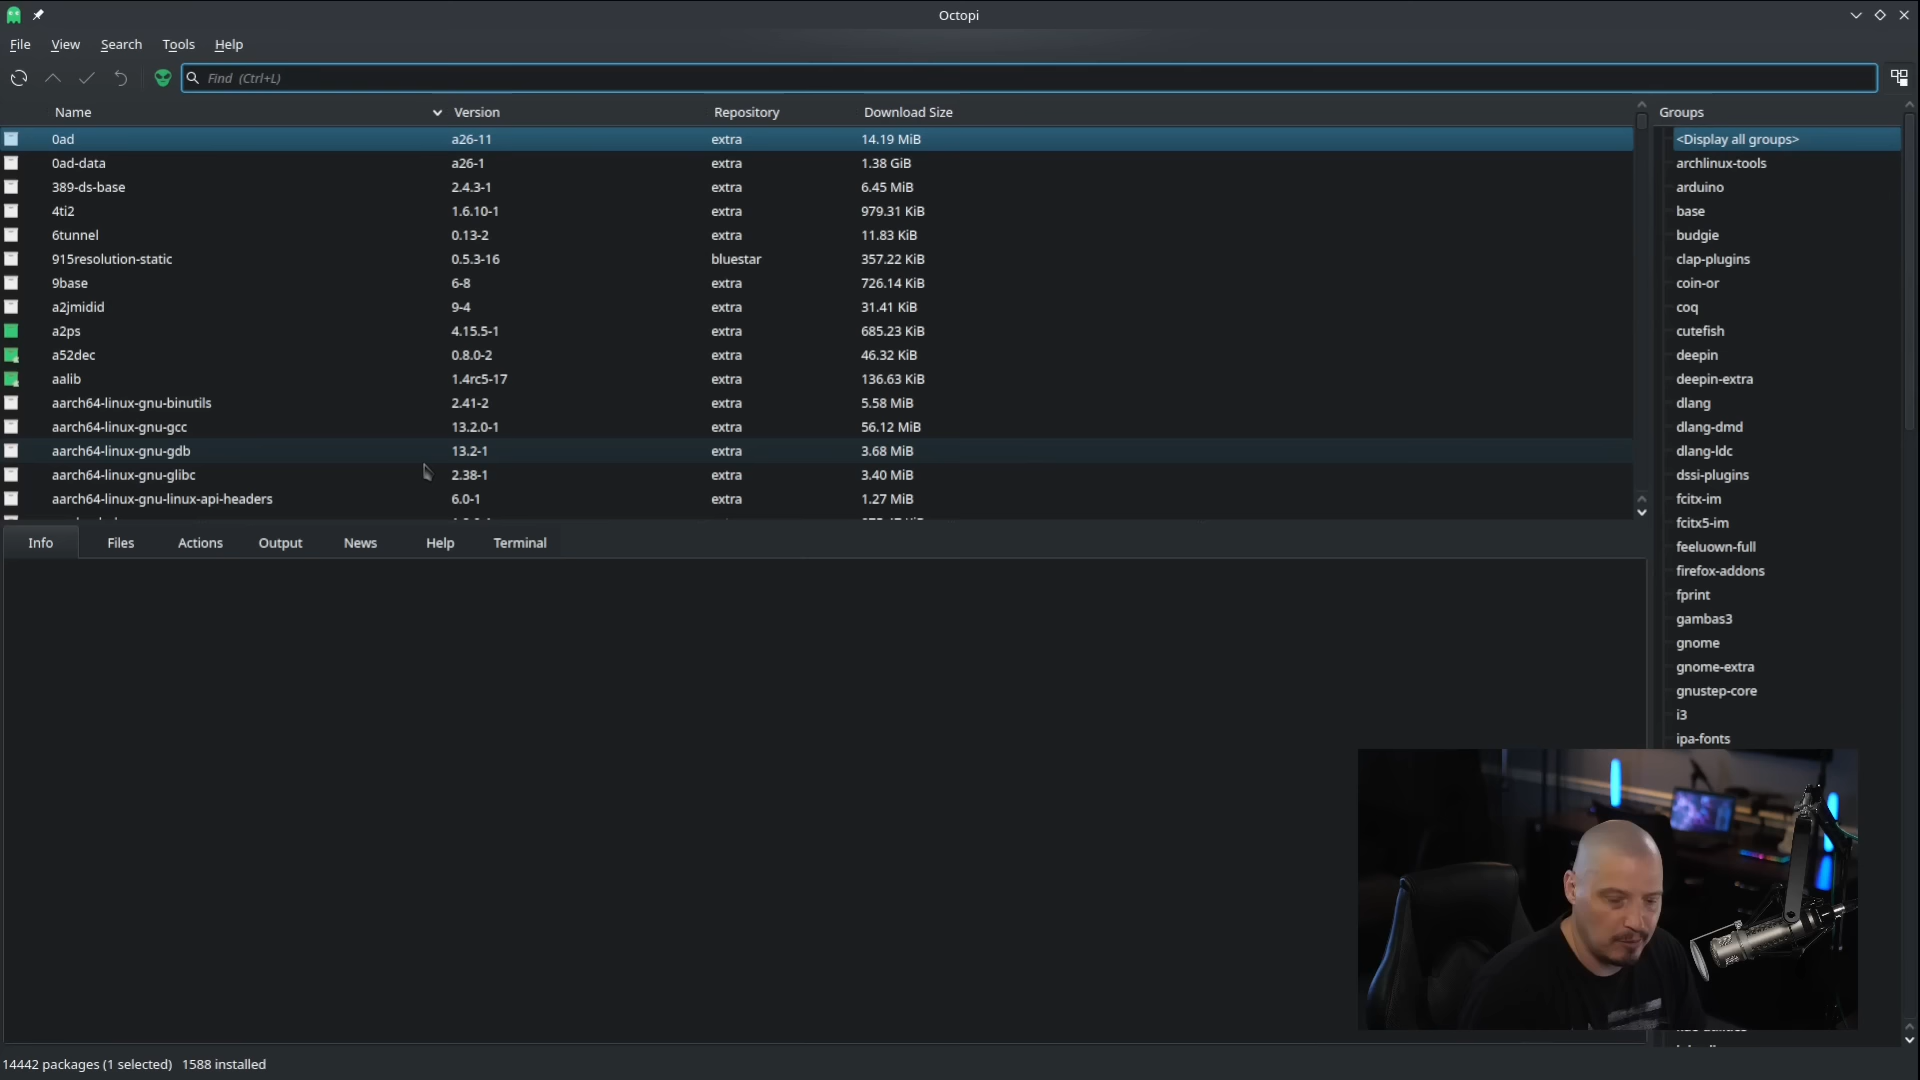 Octopi
File View Search Tools Help
Find (Ctrl+L)
Name Version Repository Download Size
0ad a26-11 extra 14.19 MiB
0ad-data a26-1 extra 1.38 GiB
389-ds-base 2.4.3-1 extra 6.45 MiB
4ti2 1.6.10-1 extra 979.31 KiB
6tunnel 0.13-2 extra 11.83 KiB
915resolution-static 0.5.3-16 bluestar 357.22 KiB
9base 6-8 extra 726.14 KiB
a2jmidid 9-4 extra 31.41 KiB
a2ps 4.15.5-1 extra 685.23 KiB
a52dec 0.8.0-2 extra 46.32 KiB
aalib 1.4rc5-17 extra 136.63 KiB
aarch64-linux-gnu-binutils 2.41-2 extra 5.58 MiB
aarch64-linux-gnu-gcc 13.2.0-1 extra 56.12 MiB
aarch64-linux-gnu-gdb 13.2-1 extra 3.68 MiB
aarch64-linux-gnu-glibc 2.38-1 extra 3.40 MiB
aarch64-linux-gnu-linux-api-headers 6.0-1 extra 1.27 MiB
Groups
<Display all groups>
archlinux-tools
arduino
base
budgie
clap-plugins
coin-or
coq
cutefish
deepin
deepin-extra
dlang
dlang-dmd
dlang-ldc
dssi-plugins
fcitx-im
fcitx5-im
feeluown-full
firefox-addons
fprint
gambas3
gnome
gnome-extra
gnustep-core
i3
ipa-fonts
Info Files Actions Output News Help Terminal
14442 packages (1 selected) 1588 installed